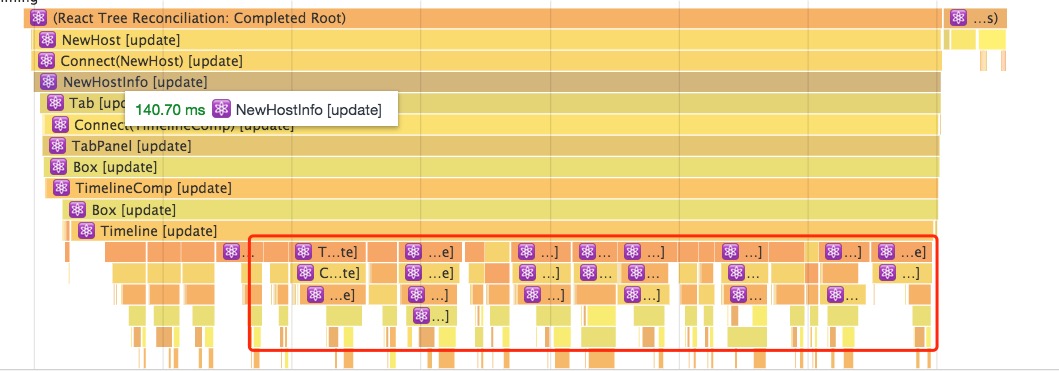 (React Tree Reconciliation: Completed Root)
...s)
NewHost [update]
Connect(NewHost) [update]
NewHostInfo [update]
Tab [upd
140.70 ms NewHostInfo [update]
Connect(TimelineComp) [update]
TabPanel [update]
Box [update]
TimelineComp [update]
Box [update]
Timeline [update]
... T...te] ...e] ...] ... ...] ...] ...] ...e]
C...te] ...e] ...] ... ... ... ...]
...e] ...] ...] ...] ... ...
...]